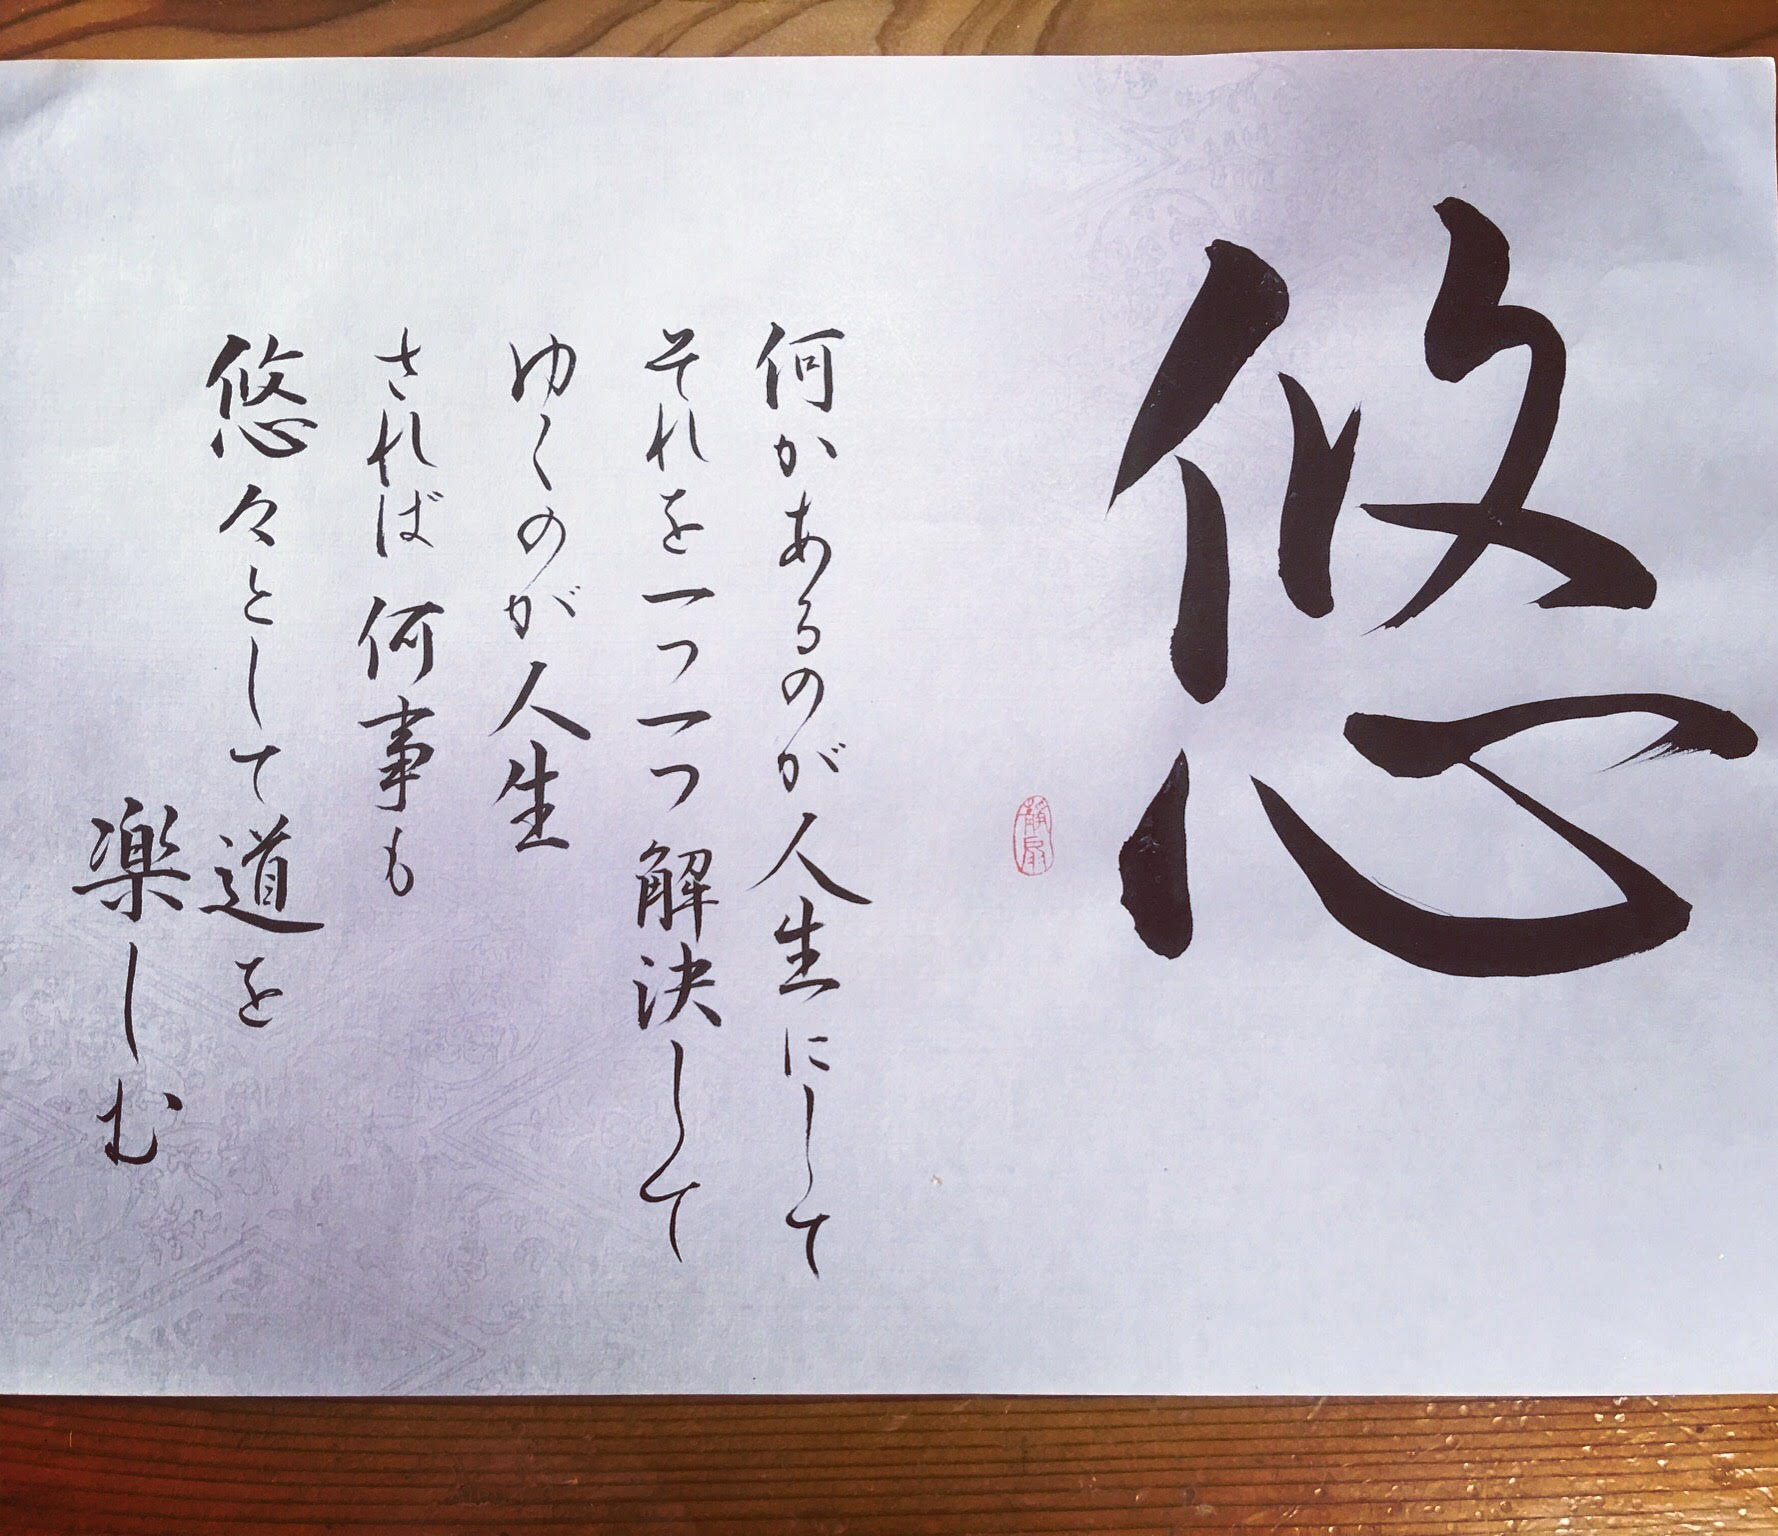 悠
何かあるのが人生にして
それを一つ一つ解決して
ゆくのが人生
されば何事も
悠々として道を
楽しむ